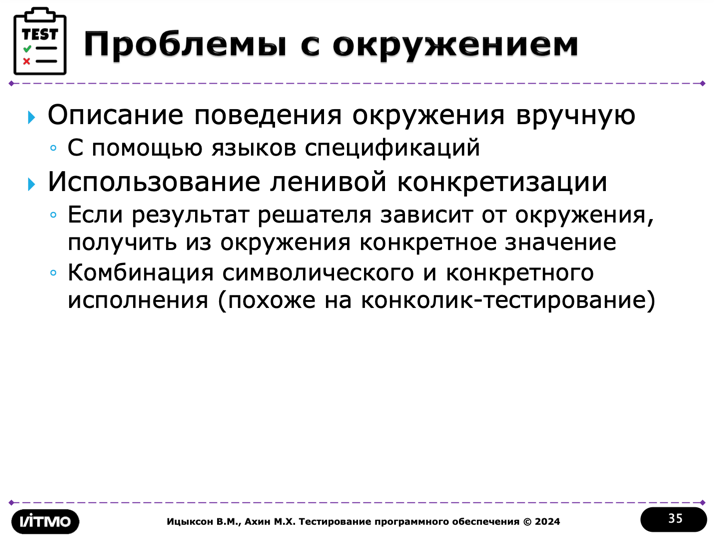 TEST
Проблемы с окружением
Описание поведения окружения вручную
С помощью языков спецификаций
Использование ленивой конкретизации
Если результат решателя зависит от окружения,
получить из окружения конкретное значение
Комбинация символического и конкретного
исполнения (похоже на конколик-тестирование)
ИТМО
Ицыксон В.М., Ахин М.Х. Тестирование программного обеспечения © 2024
35